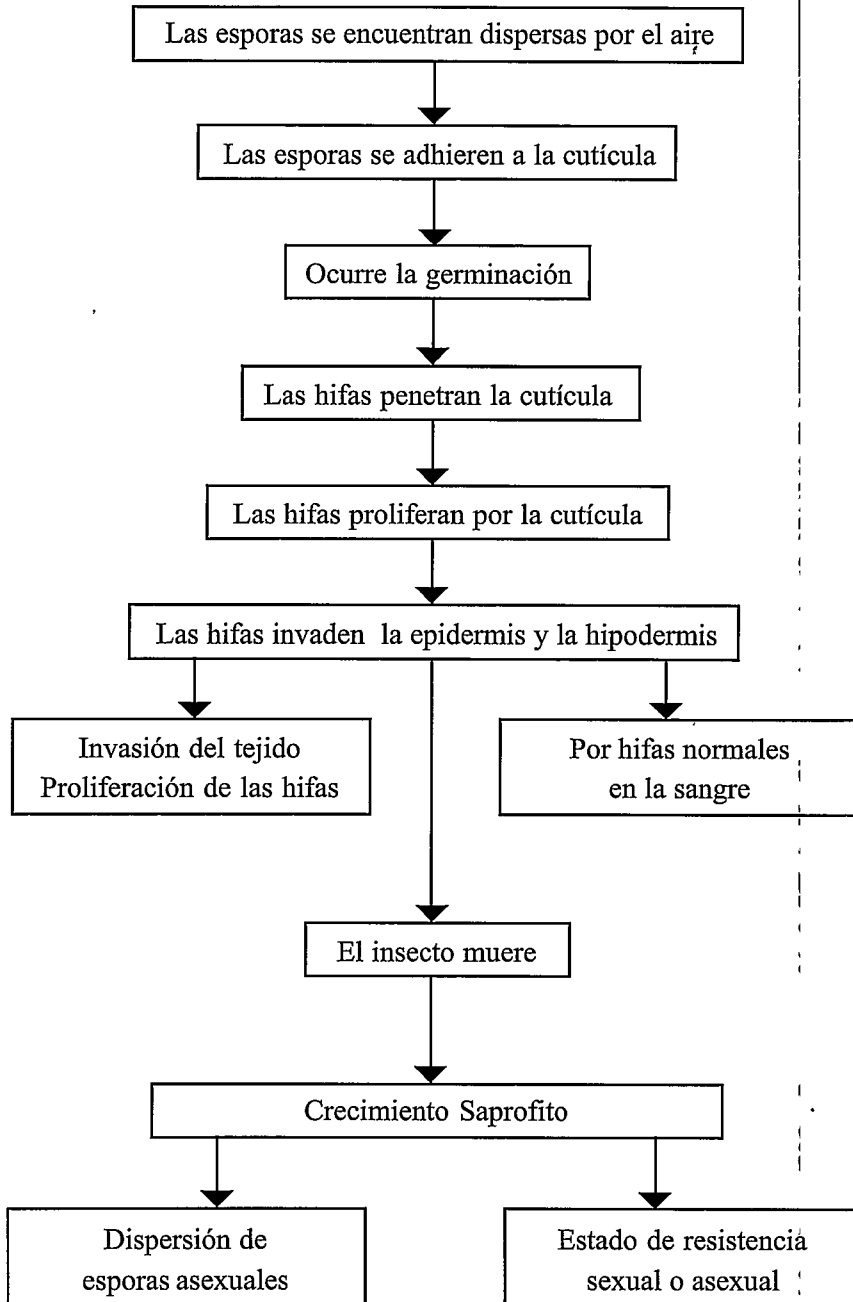 Las esporas se encuentran dispersas por el aire
Las esporas se adhieren a la cutícula
Ocurre la germinación
Las hifas penetran la cutícula
Las hifas proliferan por la cutícula
Las hifas invaden la epidermis y la hipodermis
Invasión del tejido
Proliferación de las hifas
Por hifas normales
en la sangre
El insecto muere
Crecimiento Saprofito
Dispersión de
esporas asexuales
Estado de resistencia
sexual o asexual